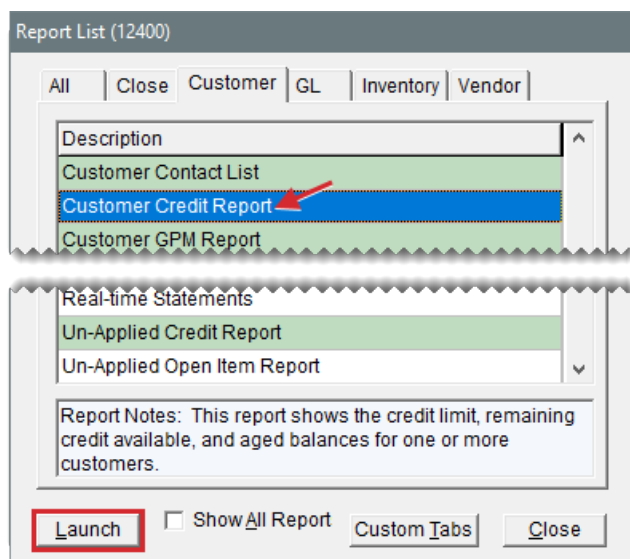 Report List (12400)
All Close Customer GL Inventory Vendor
Description
Customer Contact List
Customer Credit Report
Customer GPM Report
Real-time Statements
Un-Applied Credit Report
Un-Applied Open Item Report
Report Notes: This report shows the credit limit, remaining
credit available, and aged balances for one or more
customers.
Launch Show All Report Custom Tabs Close